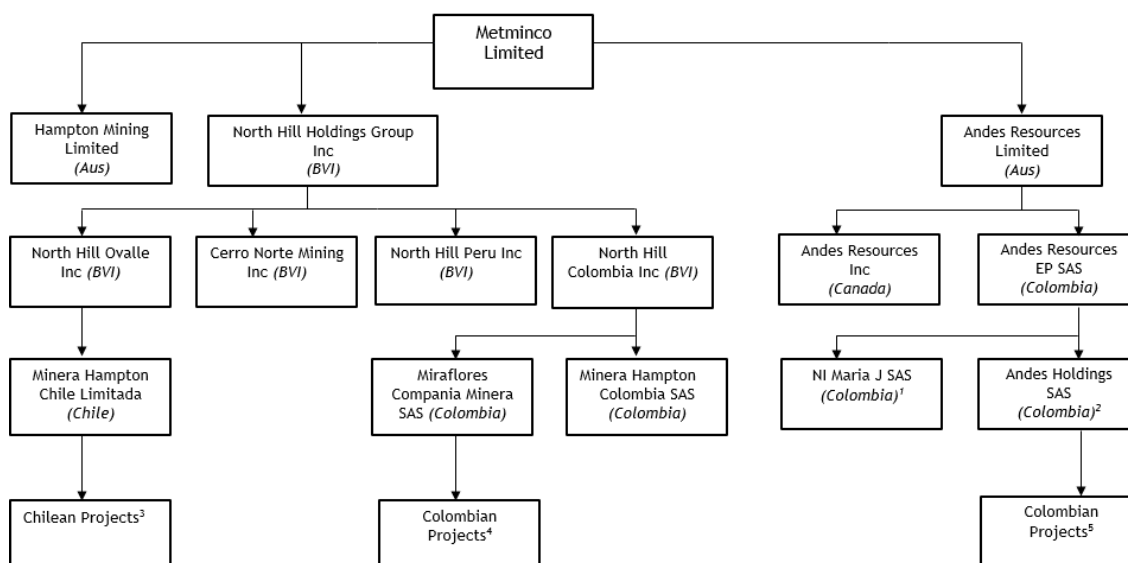 Metminco
Limited
Hampton Mining
Limited
(Aus)
North Hill Holdings Group
Inc
(BVI)
Andes Resources
Limited
(Aus)
North Hill Ovalle
Inc (BVI)
Cerro Norte Mining
Inc (BVI)
North Hill Peru Inc
(BVI)
North Hill
Colombia Inc (BVI)
Andes Resources
Inc
(Canada)
Andes Resources
EP SAS
(Colombia)
Minera Hampton
Chile Limitada
(Chile)
Miraflores
Compania Minera
SAS (Colombia)
Minera Hampton
Colombia SAS
(Colombia)
NI Maria J SAS
(Colombia)¹
Andes Holdings
SAS
(Colombia)²
Chilean Projects³
Colombian
Projects⁴
Colombian
Projects⁵